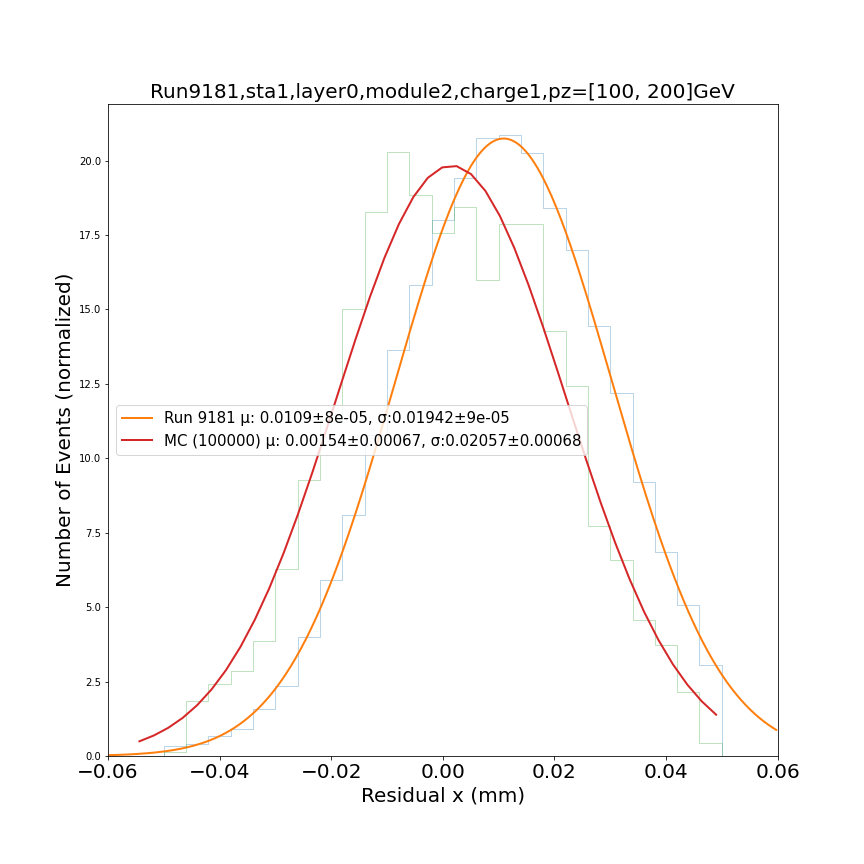 Run9181,sta1,layer0,module2,charge1,pz=[100, 200]GeV
Number of Events (normalized)
20.0
17.5
15.0
12.5
10.0
7.5
5.0
2.5
0.0
Run 9181 μ: 0.0109±8e-05, σ:0.01942±9e-05
MC (100000) μ: 0.00154±0.00067, σ:0.02057±0.00068
−0.06 −0.04 −0.02 0.00 0.02 0.04 0.06
Residual x (mm)